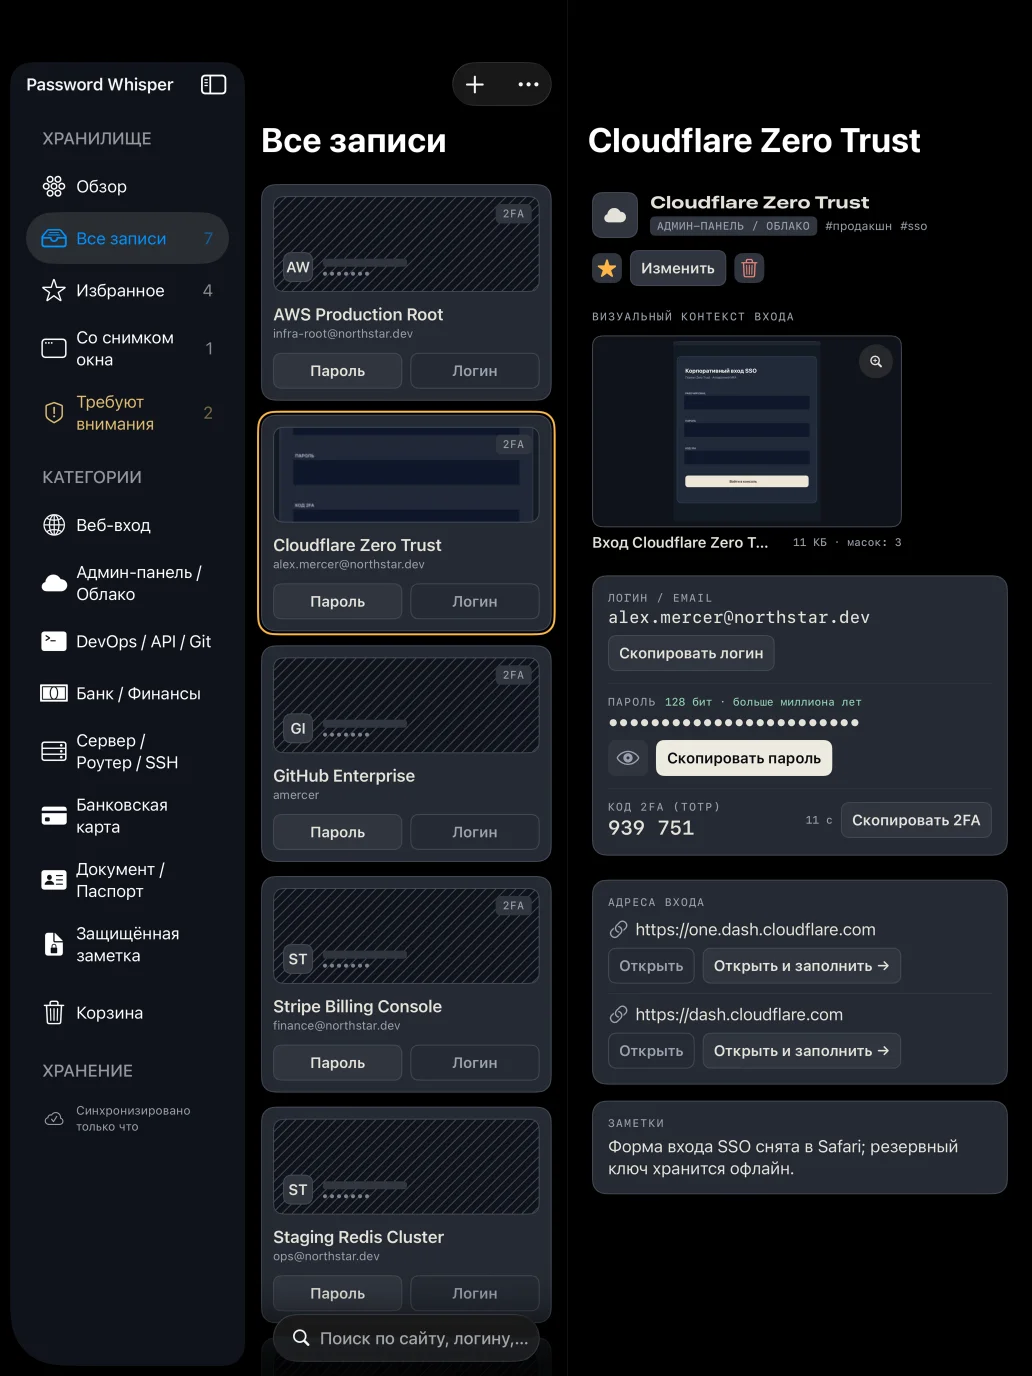 Password Whisper
ХРАНИЛИЩЕ
Обзор
Все записи 7
Избранное 4
Со снимком
окна 1
Требуют
внимания 2
КАТЕГОРИИ
Веб-вход
Админ-панель /
Облако
DevOps / API / Git
Банк / Финансы
Сервер /
Роутер / SSH
Банковская
карта
Документ /
Паспорт
Защищённая
заметка
Корзина
ХРАНЕНИЕ
Синхронизировано
только что
Все записи
2FA
AW
AWS Production Root
infra-root@northstar.dev
Пароль Логин
2FA
ПАРОЛЬ
КОД 2FA
Cloudflare Zero Trust
alex.mercer@northstar.dev
Пароль Логин
2FA
GI
GitHub Enterprise
amercer
Пароль Логин
2FA
ST
Stripe Billing Console
finance@northstar.dev
Пароль Логин
ST
Staging Redis Cluster
ops@northstar.dev
Пароль Логин
Поиск по сайту, логину,...
Cloudflare Zero Trust
Cloudflare Zero Trust
АДМИН-ПАНЕЛЬ / ОБЛАКО #продакшн #sso
Изменить
ВИЗУАЛЬНЫЙ КОНТЕКСТ ВХОДА
Корпоративный вход SSO
Войти в консоль
Вход Cloudflare Zero T... 11 КБ · масок: 3
ЛОГИН / EMAIL
alex.mercer@northstar.dev
Скопировать логин
ПАРОЛЬ 128 бит · больше миллиона лет
Скопировать пароль
КОД 2FA (TOTP)
939 751
11 с
Скопировать 2FA
АДРЕСА ВХОДА
https://one.dash.cloudflare.com
Открыть Открыть и заполнить →
https://dash.cloudflare.com
Открыть Открыть и заполнить →
ЗАМЕТКИ
Форма входа SSO снята в Safari; резервный
ключ хранится офлайн.